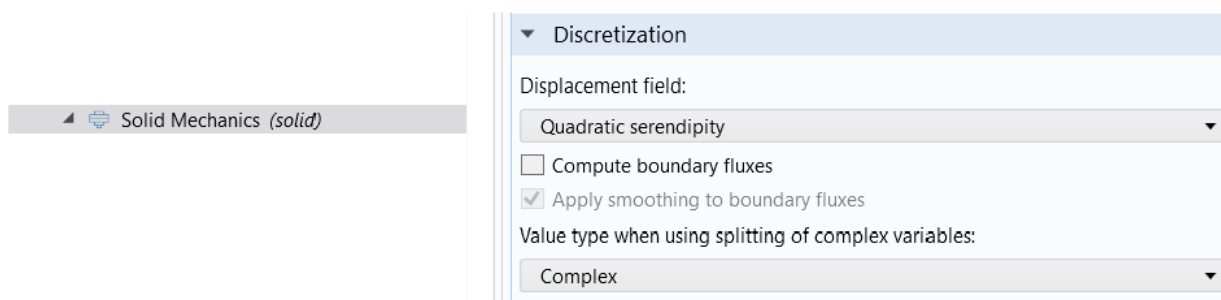 Solid Mechanics (solid)
Discretization
Displacement field:
Quadratic serendipity
Compute boundary fluxes
Apply smoothing to boundary fluxes
Value type when using splitting of complex variables:
Complex